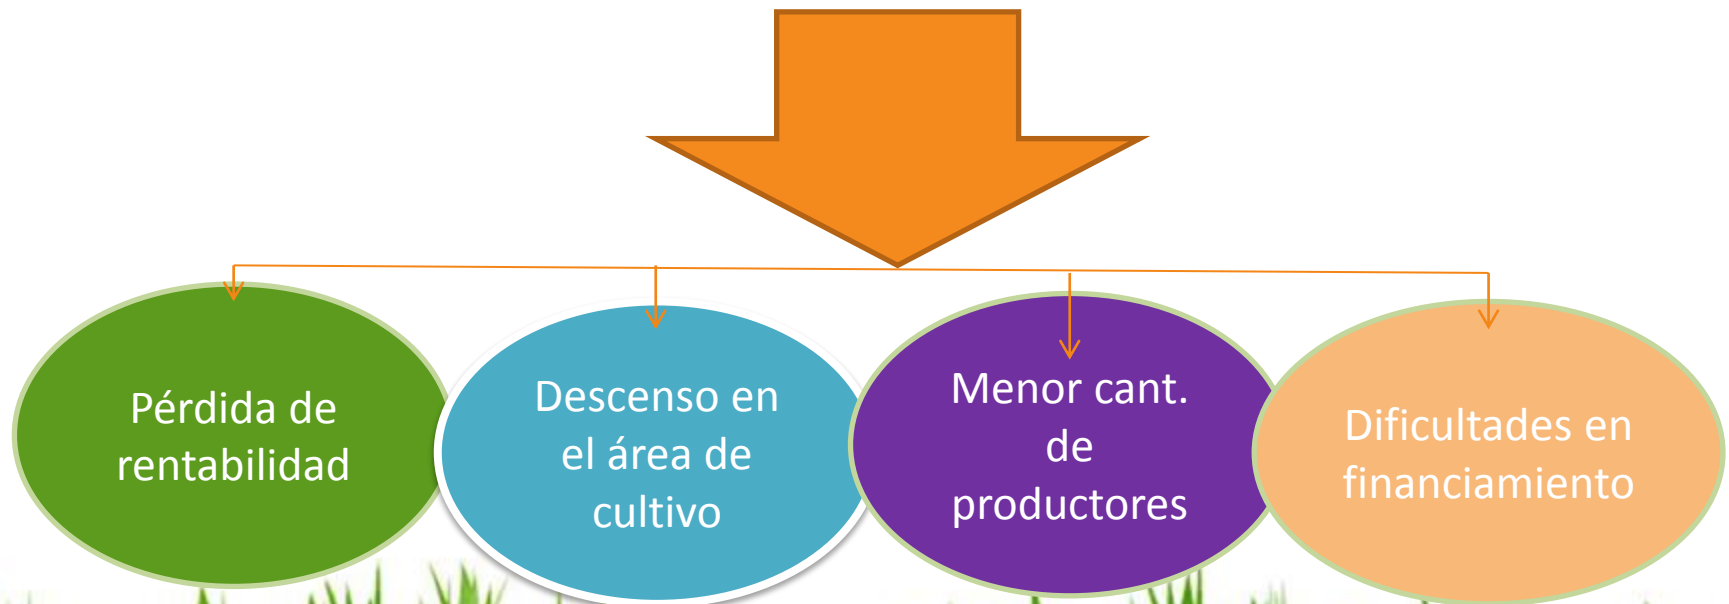 Pérdida de
rentabilidad
Descenso en
el área de
cultivo
Menor cant.
de
productores
Dificultades en
financiamiento